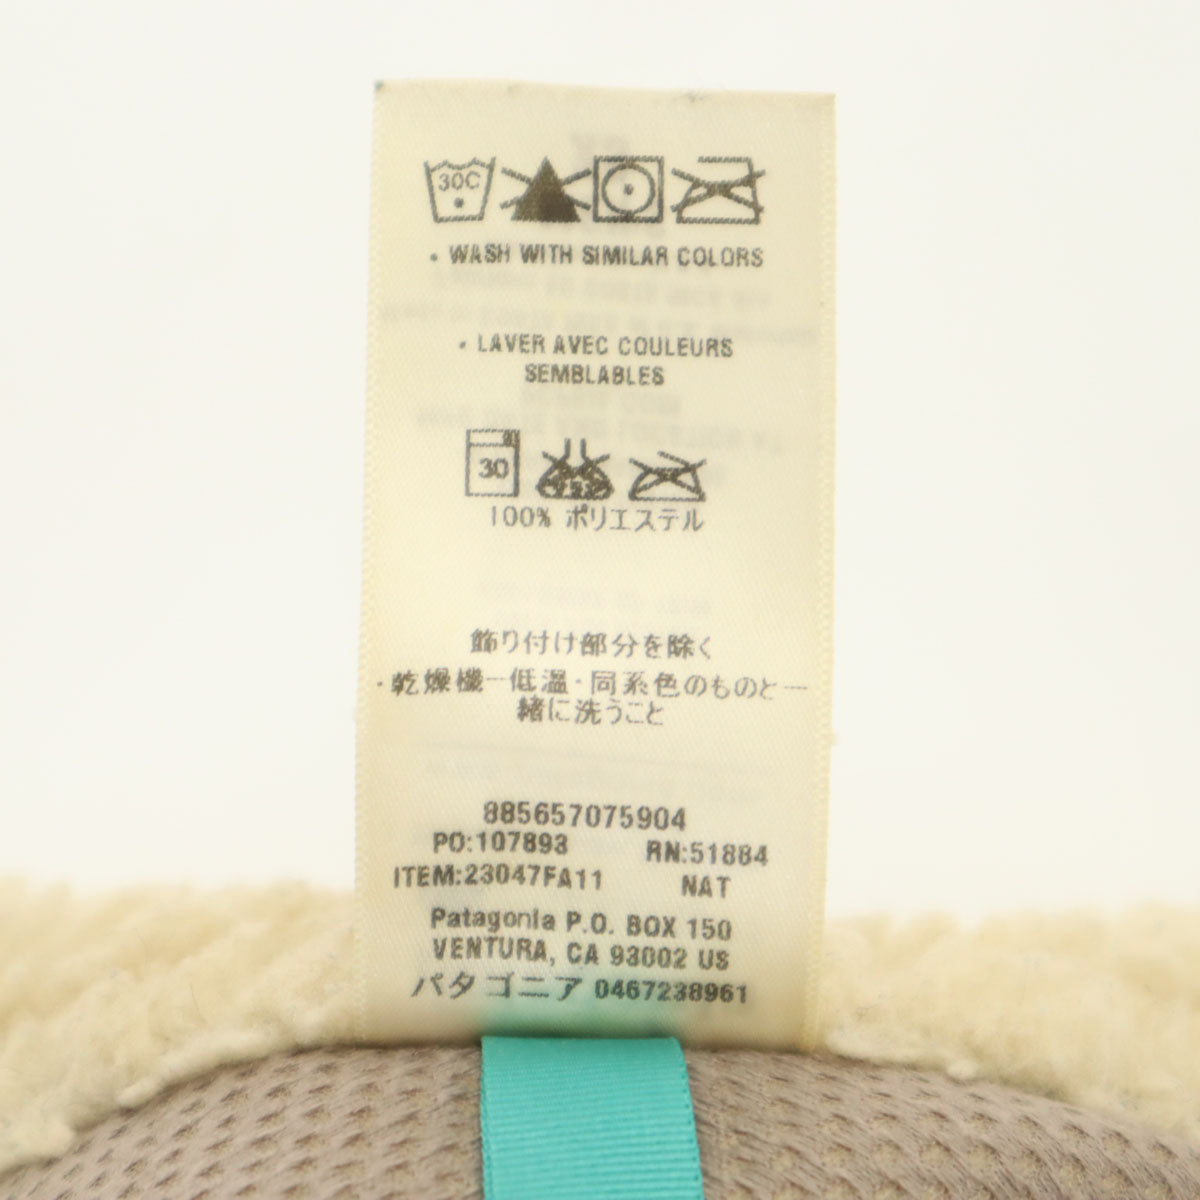 30C
• WASH WITH SIMILAR COLORS
• LAVER AVEC COULEURS
SEMBLABLES
30
100% ポリエステル
飾り付け部分を除く
・乾燥機ー低温・同系色のものと一
緒に洗うこと
885657075904
PO:107893 RN:51884
ITEM:23047FA11 NAT
Patagonia P.O. BOX 150
VENTURA, CA 93002 US
パタゴニア 0467238961